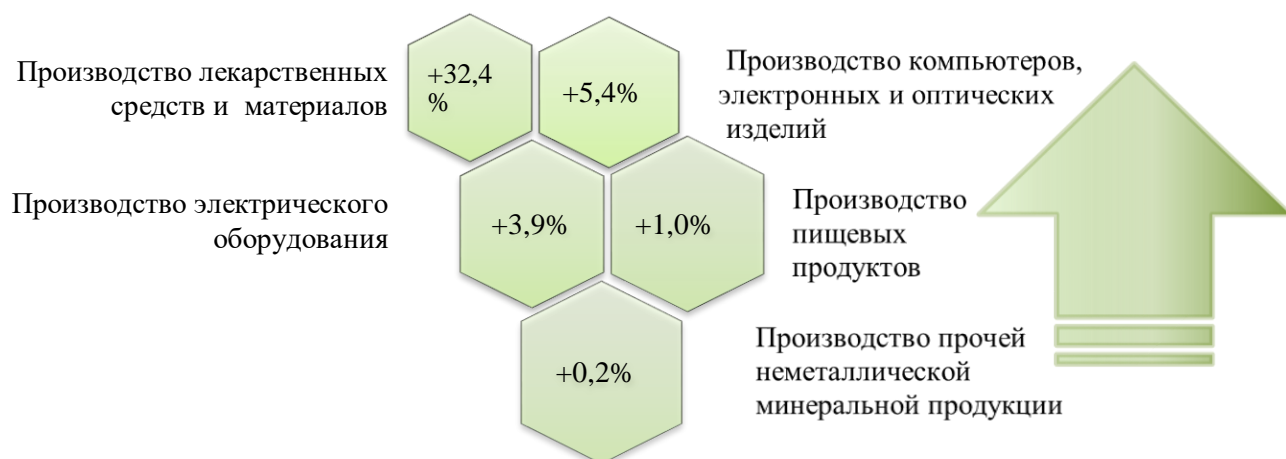 Производство лекарственных
средств и материалов
+32,4
%
+5,4%
Производство компьютеров,
электронных и оптических
изделий
Производство электрического
оборудования
+3,9%
+1,0%
Производство
пищевых
продуктов
+0,2%
Производство прочей
неметаллической
минеральной продукции